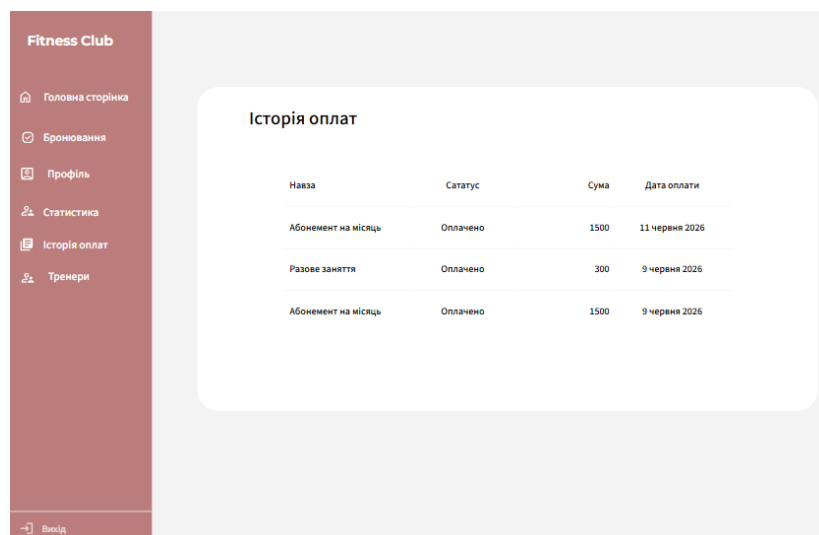 Fitness Club
Головна сторінка
Бронювання
Профіль
Статистика
Історія оплат
Тренери
Вихід
Історія оплат
Навза Сататус Сума Дата оплати
Абонемент на місяць Оплачено 1500 11 червня 2026
Разове заняття Оплачено 300 9 червня 2026
Абонемент на місяць Оплачено 1500 9 червня 2026